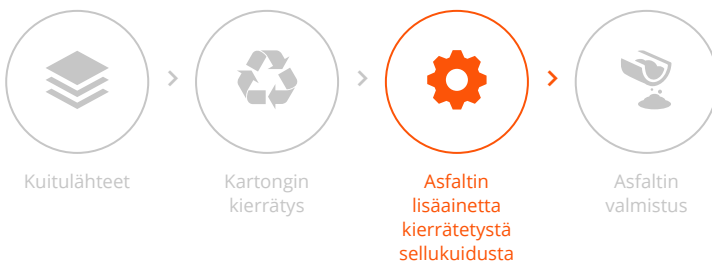 Kuitulähteet
Kartongin
kierrätys
Asfaltin
lisäainetta
kierrätetystä
sellukuidusta
Asfaltin
valmistus